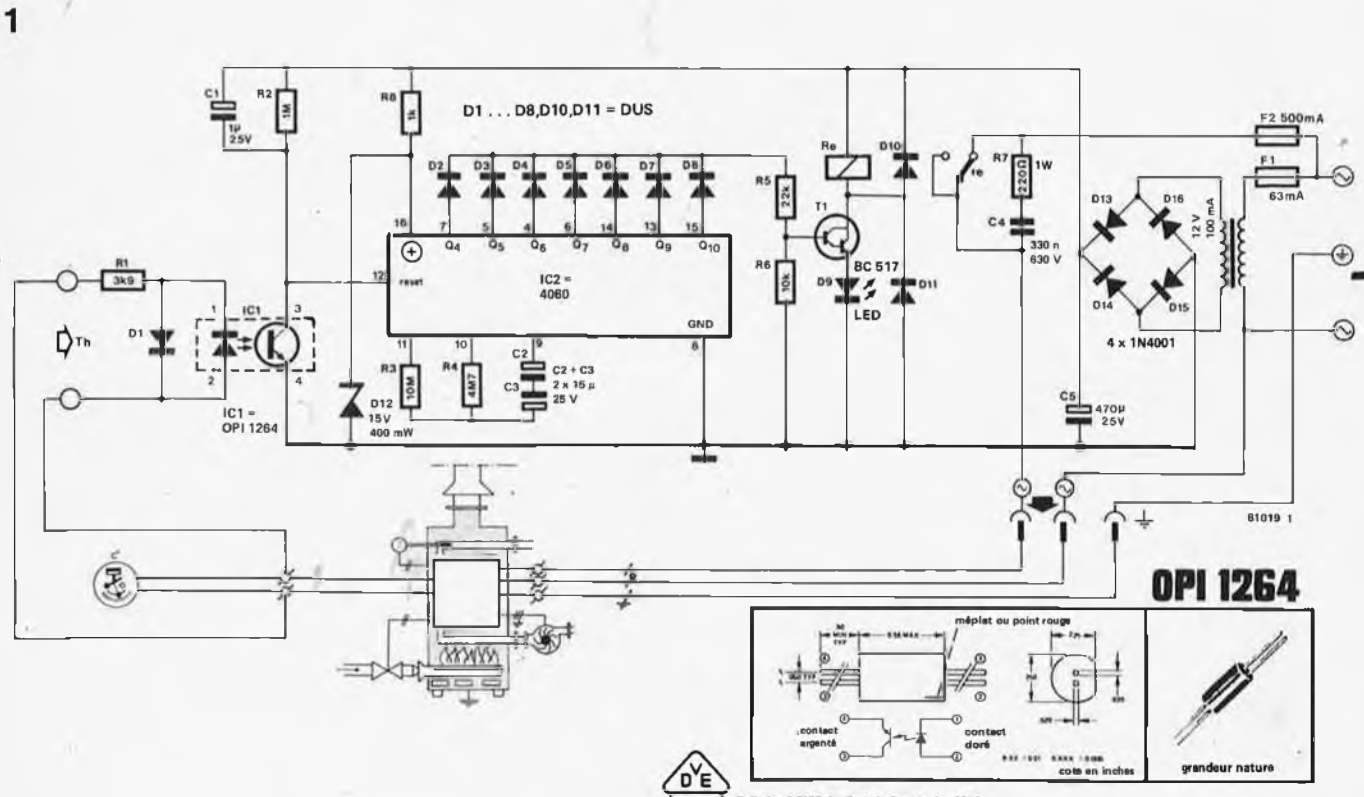 1
C1
1µ
25V
R2
1M
R8
1k
D1 ... D8,D10,D11 = DUS
D2
D3
D4
D5
D6
D7
D8
16
7
5
4
6
14
13
15
Q4
Q5
Q6
Q7
Q8
Q9
Q10
12
reset
IC2 =
4060
GND
11
10
9
8
R5
22k
R6
10k
Re
T1
BC 517
D9
LED
D10
D11
re
R7
220Ω
1W
C4
330 n
630 V
F2 500mA
F1
63mA
D13
D16
D14
D15
12 V
100 mA
4 x 1N4001
C5
470µ
25V
R1
3k9
Th
D1
1
2
IC1
3
4
IC1 =
OPI 1264
D12
15V
400 mW
R3
10M
R4
4M7
C2
C3
C2 + C3
2 x 15 µ
25 V
81019 1
OPI 1264
méplat ou point rouge
contact
argenté
contact
doré
cote en inches
grandeur nature
DVE